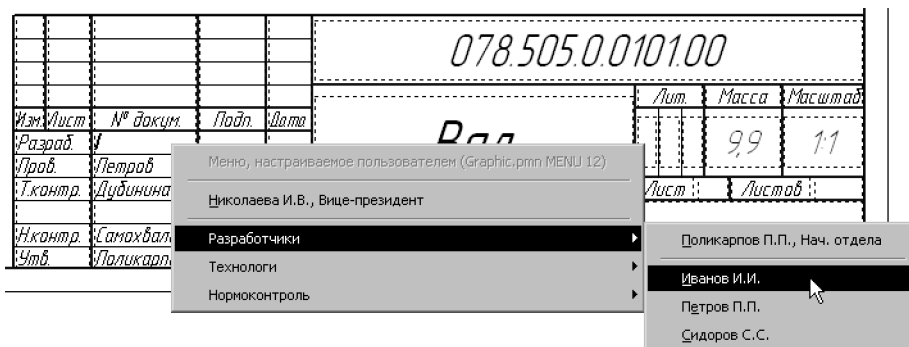 078.505.0.0101.00
Лит. Масса Масштаб
Изм. Лист № докум. Подп. Дата
Вал
9,9 1:1
Разраб.
Пров. Петров
Т.контр. Дубинина
Лист Листов
Н.контр. Самохвал
Утв. Поликарп
Меню, настраиваемое пользователем (Graphic.pmn MENU 12)
Николаева И.В., Вице-президент
Разработчики
Технологи
Нормоконтроль
Поликарпов П.П., Нач. отдела
Иванов И.И.
Петров П.П.
Сидоров С.С.